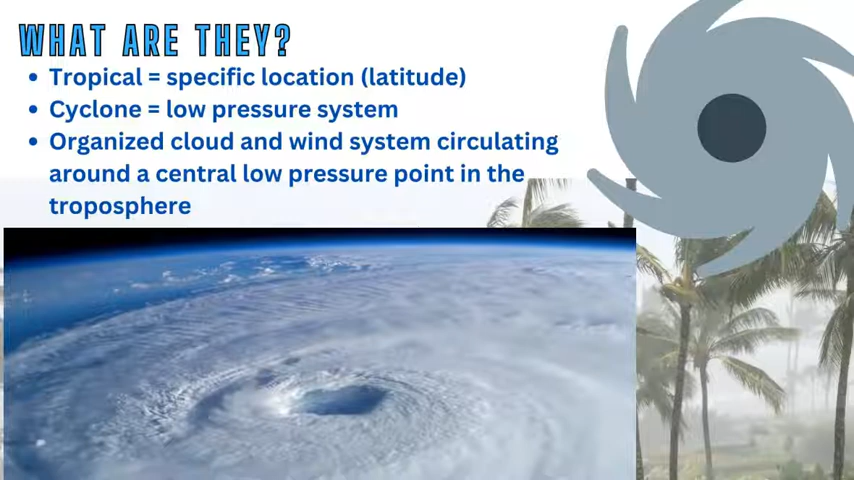 WHAT ARE THEY?
• Tropical = specific location (latitude)
• Cyclone = low pressure system
• Organized cloud and wind system circulating
around a central low pressure point in the
troposphere